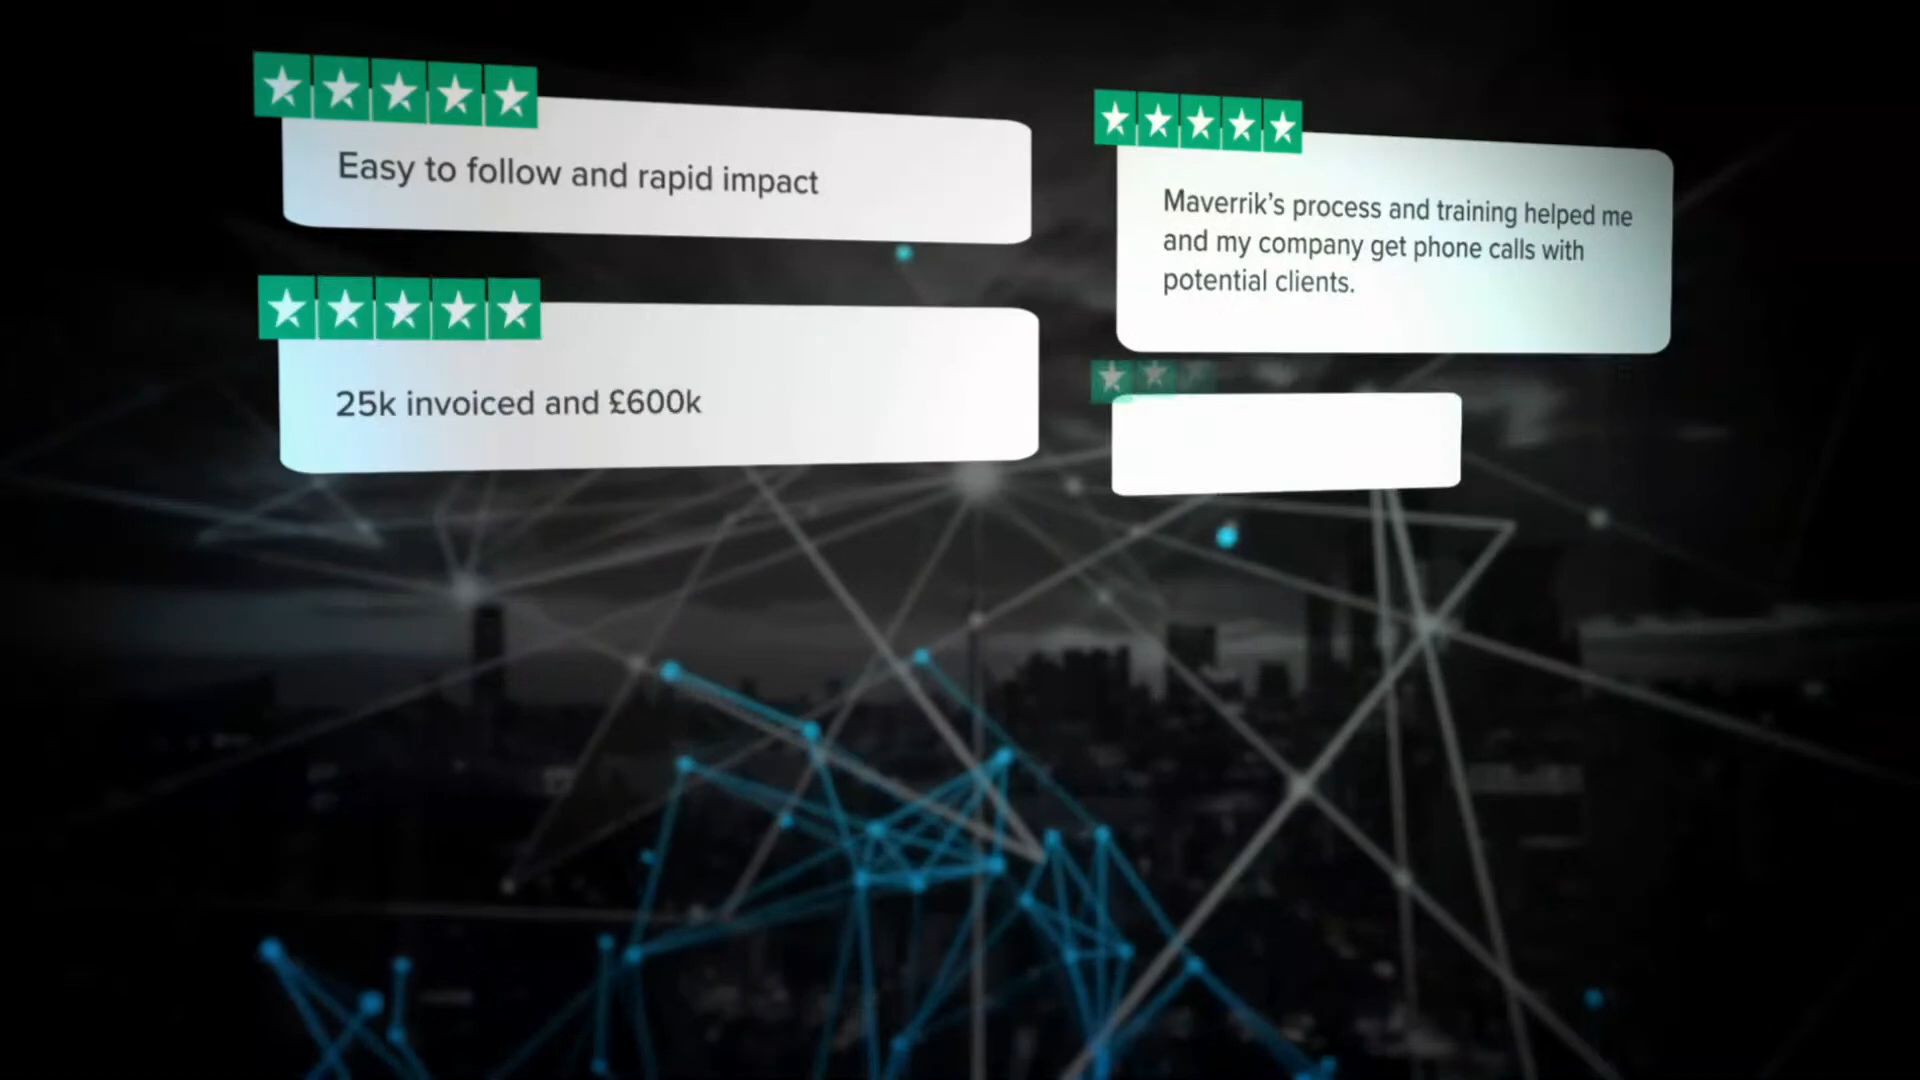 Easy to follow and rapid impact
25k invoiced and £600k
Maverrik’s process and training helped me
and my company get phone calls with
potential clients.